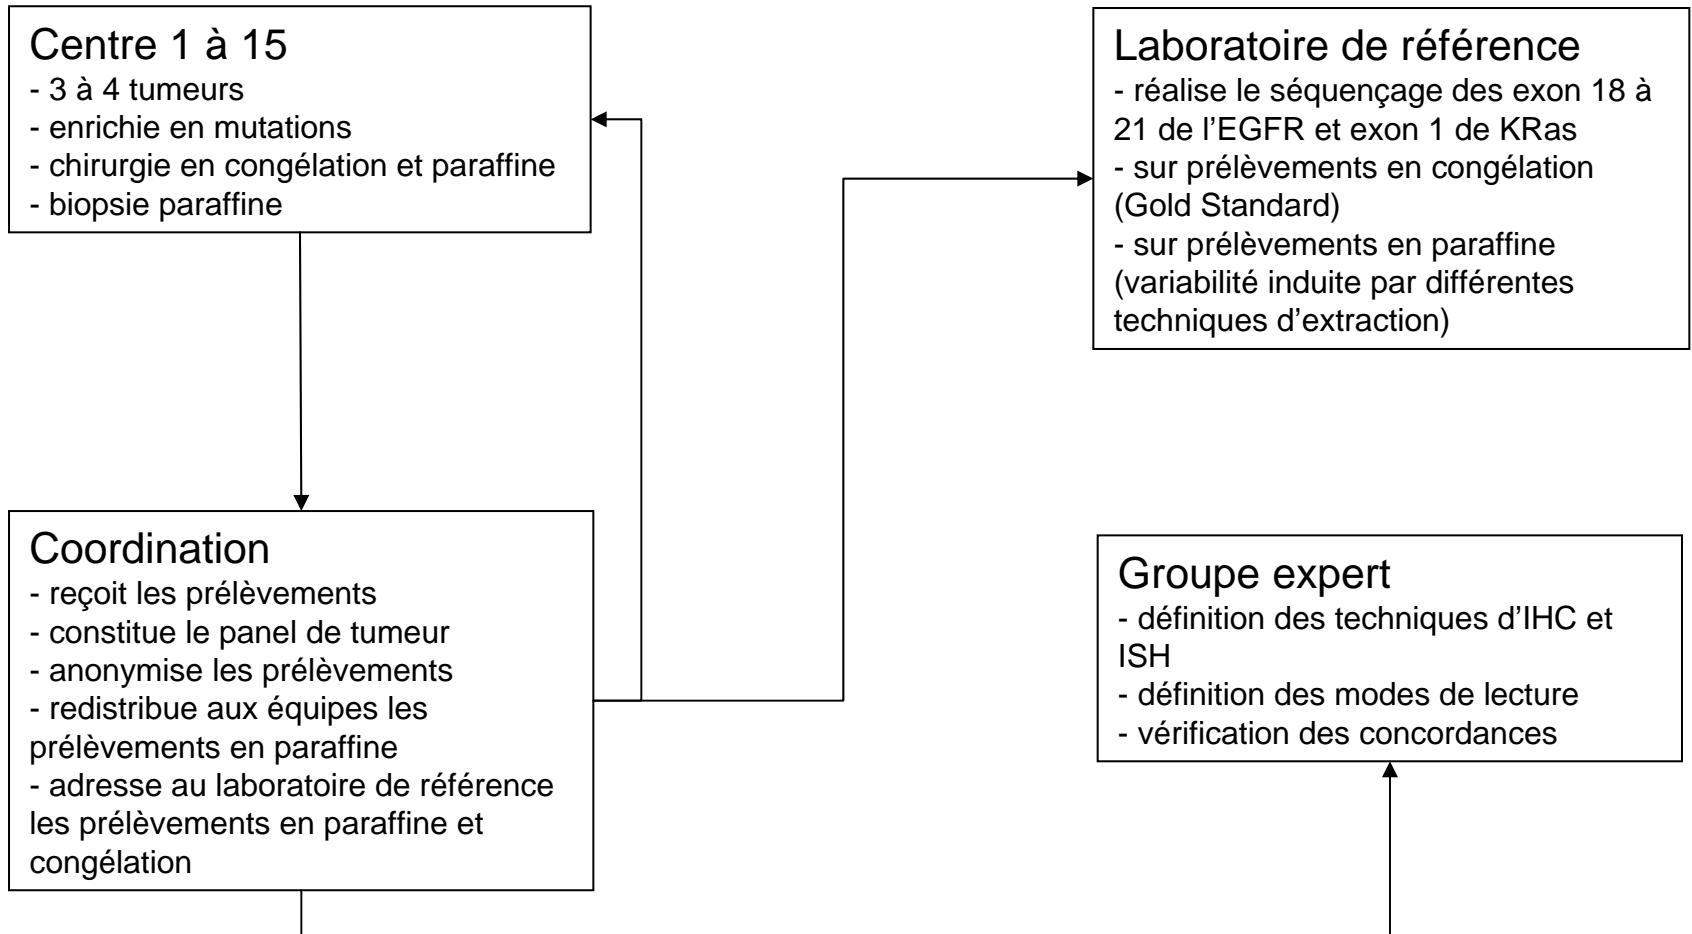 Centre 1 à 15
- 3 à 4 tumeurs
- enrichie en mutations
- chirurgie en congélation et paraffine
- biopsie paraffine
Laboratoire de référence
- réalise le séquençage des exon 18 à
21 de l’EGFR et exon 1 de KRas
- sur prélèvements en congélation
(Gold Standard)
- sur prélèvements en paraffine
(variabilité induite par différentes
techniques d’extraction)
Coordination
- reçoit les prélèvements
- constitue le panel de tumeur
- anonymise les prélèvements
- redistribue aux équipes les
prélèvements en paraffine
- adresse au laboratoire de référence
les prélèvements en paraffine et
congélation
Groupe expert
- définition des techniques d’IHC et
ISH
- définition des modes de lecture
- vérification des concordances